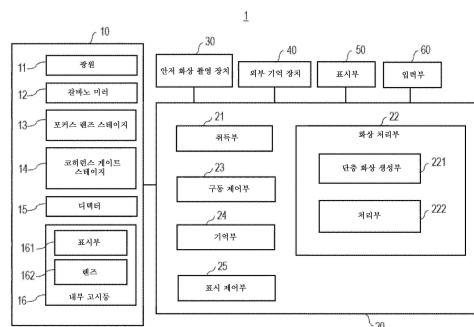 1
10
30
40
50
60
11
광원
12
갈바노 미러
13
포커스 렌즈 스테이지
14
코히런스 게이트
스테이지
15
디텍터
161
표시부
162
렌즈
16
내부 고시등
안저 화상 촬영 장치
외부 기억 장치
표시부
입력부
21
취득부
23
구동 제어부
24
기억부
25
표시 제어부
22
화상 처리부
단층 화상 생성부
221
처리부
222
20